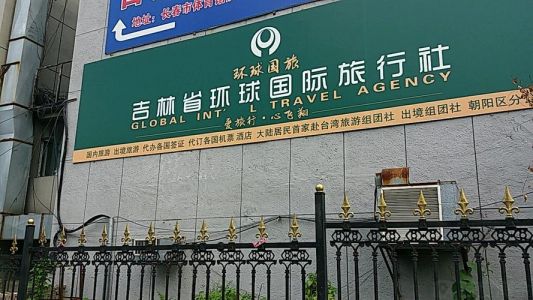 地址：长春市体育
环球国旅
吉林省环球国际旅行社
GLOBAL INT'L TRAVEL AGENCY
爱旅行·心飞翔
国内旅游 出境旅游 代办各国签证 代订各国机票 酒店 大陆居民首家赴台湾旅游组团社 出境组团社 朝阳区分